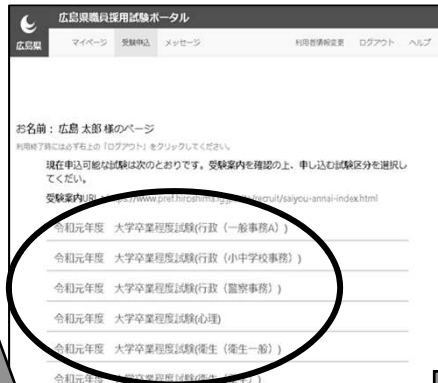 広島県職員採用試験ポータル
広島県
マイページ 受験申込 メッセージ 利用者情報変更 ログアウト ヘルプ
お名前：広島 太郎 様のページ
利用終了時には必ず右上の「ログアウト」をクリックしてください。
現在申込可能な試験は次のとおりです。受験案内を確認の上、申し込む試験区分を選択し
てください。
受験案内URL：
令和元年度 大学卒業程度試験(行政（一般事務A）)
令和元年度 大学卒業程度試験(行政（小中学校事務）)
令和元年度 大学卒業程度試験(行政（警察事務）)
令和元年度 大学卒業程度試験(心理)
令和元年度 大学卒業程度試験(衛生（衛生一般）)
令和元年度 大学卒業程度試験(衛生